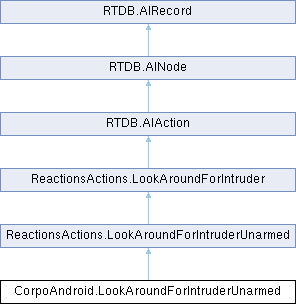 RTDB.AIRecord
RTDB.AINode
RTDB.AIAction
ReactionsActions.LookAroundForIntruder
ReactionsActions.LookAroundForIntruderUnarmed
CorpoAndroid.LookAroundForIntruderUnarmed